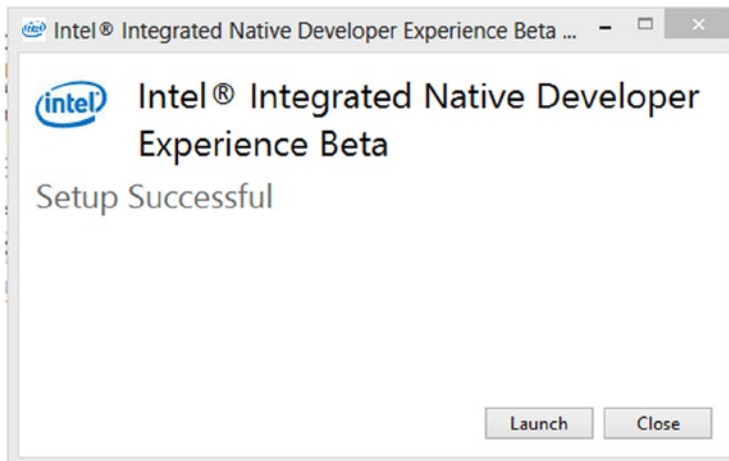 Intel® Integrated Native Developer Experience Beta ...
intel
Intel® Integrated Native Developer
Experience Beta
Setup Successful
Launch
Close